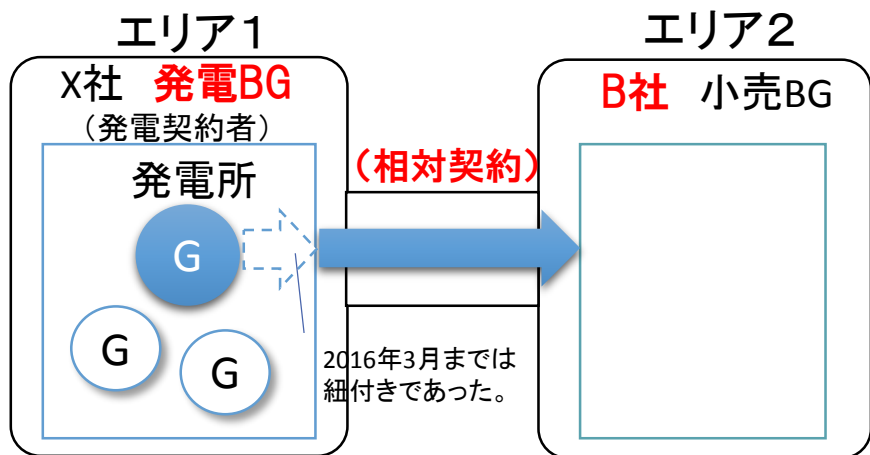 エリア１
エリア２
X社 発電BG
（発電契約者）
B社 小売BG
（相対契約）
発電所
G
G
G
2016年3月までは
紐付きであった。